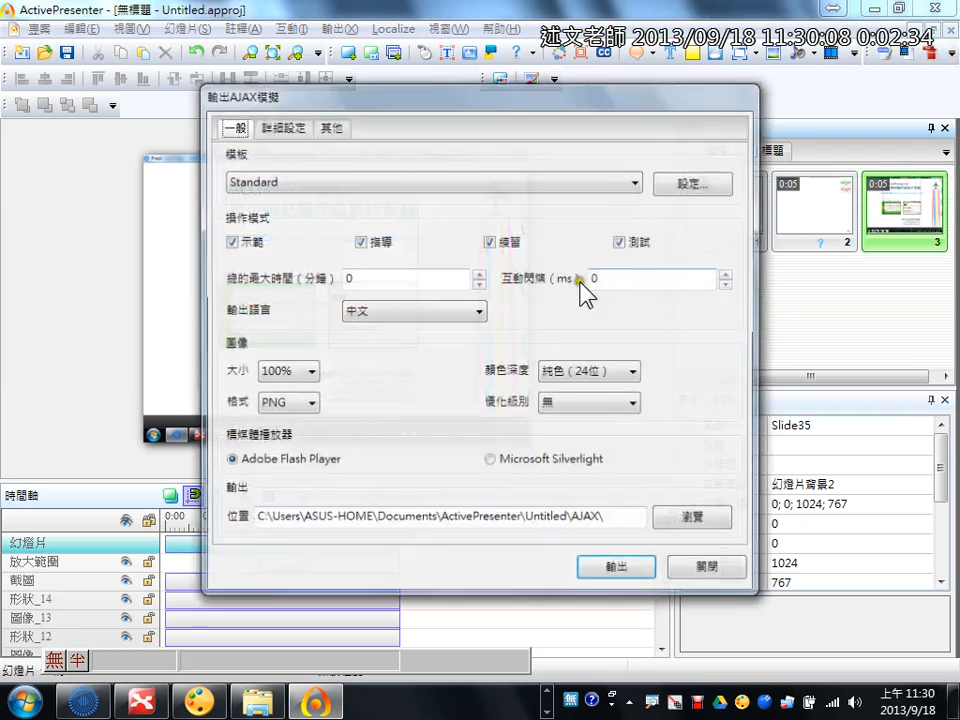 ActivePresenter - [無標題 - Untitled.approj]
專案 編輯(E) 視圖(V) 幻燈片(S) 註釋(A) 互動(I) 輸出(X) Localize 視窗(W) 幫助(H)
述文老師 2013/09/18 11:30:08 0:02:34
輸出AJAX模擬
一般 詳細設定 其他
標題
模板
Standard 設定...
0:05 2
0:05 3
操作模式
示範 指導 練習 測試
總的最大時間（分鐘） 0 互動閃爍（ms） 0
輸出語言 中文
圖像
大小 100% 顏色深度 純色（24位）
格式 PNG 優化級別 無
Slide35
模媒體播放器
Adobe Flash Player Microsoft Silverlight
幻燈片背景2
輸出
0; 0; 1024; 767
位置 C:\Users\ASUS-HOME\Documents\ActivePresenter\Untitled\AJAX\ 瀏覽
0
0
輸出 關閉
1024
767
時間軸
0:00
幻燈片
放大範圍
截圖
形狀_14
圖像_13
形狀_12
無 半
幻燈片
上午 11:30
2013/9/18